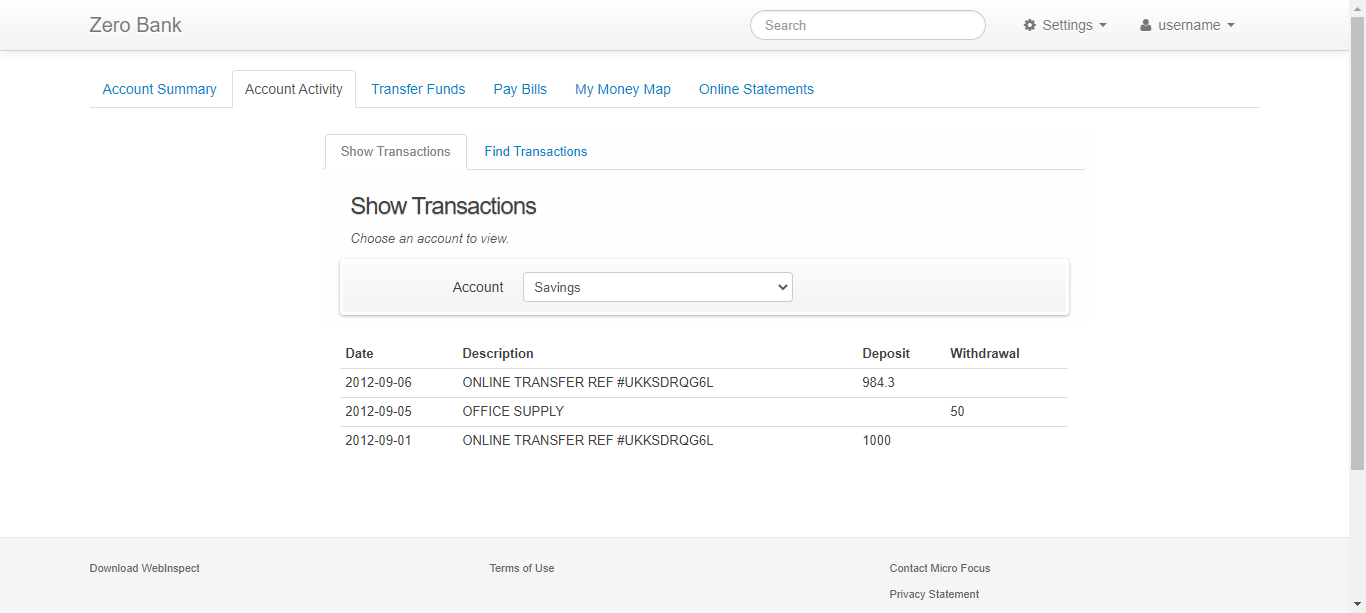 Zero Bank Search Settings username
Account Summary Account Activity Transfer Funds Pay Bills My Money Map Online Statements
Show Transactions Find Transactions
Show Transactions
Choose an account to view.
Account Savings
Date Description Deposit Withdrawal
2012-09-06 ONLINE TRANSFER REF #UKKSDRQG6L 984.3
2012-09-05 OFFICE SUPPLY 50
2012-09-01 ONLINE TRANSFER REF #UKKSDRQG6L 1000
Download WebInspect Terms of Use Contact Micro Focus
Privacy Statement